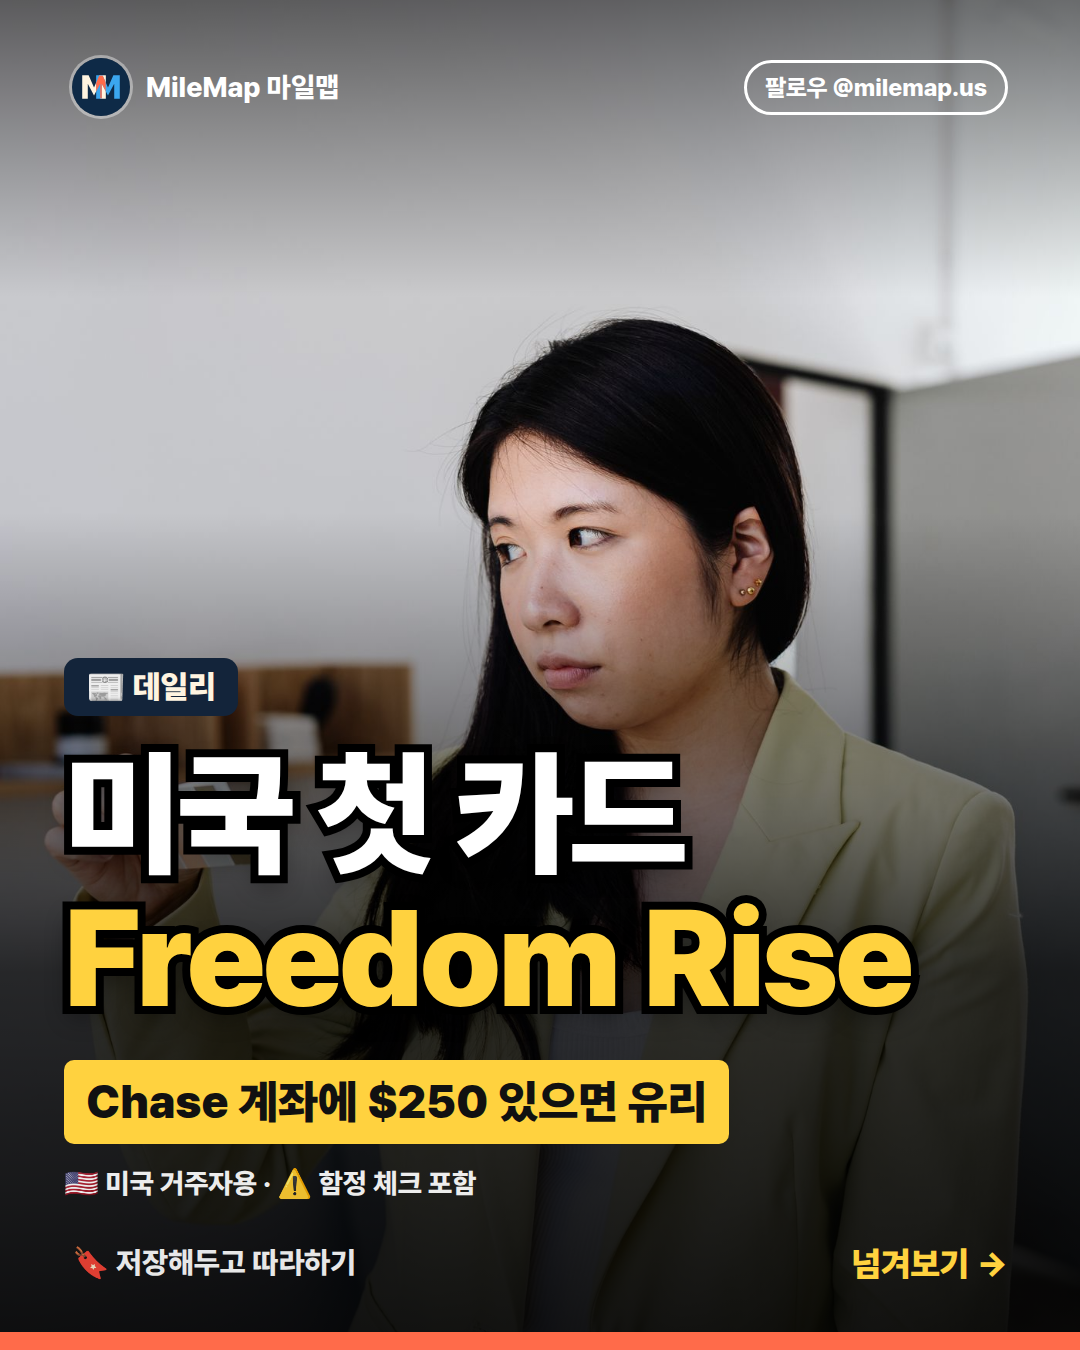 MM
MileMap 마일맵
팔로우 @milemap.us
📰 데일리
미국 첫 카드
Freedom Rise
Chase 계좌에 $250 있으면 유리
🇺🇸 미국 거주자용 · ⚠️ 함정 체크 포함
🔖 저장해두고 따라하기
넘겨보기 →